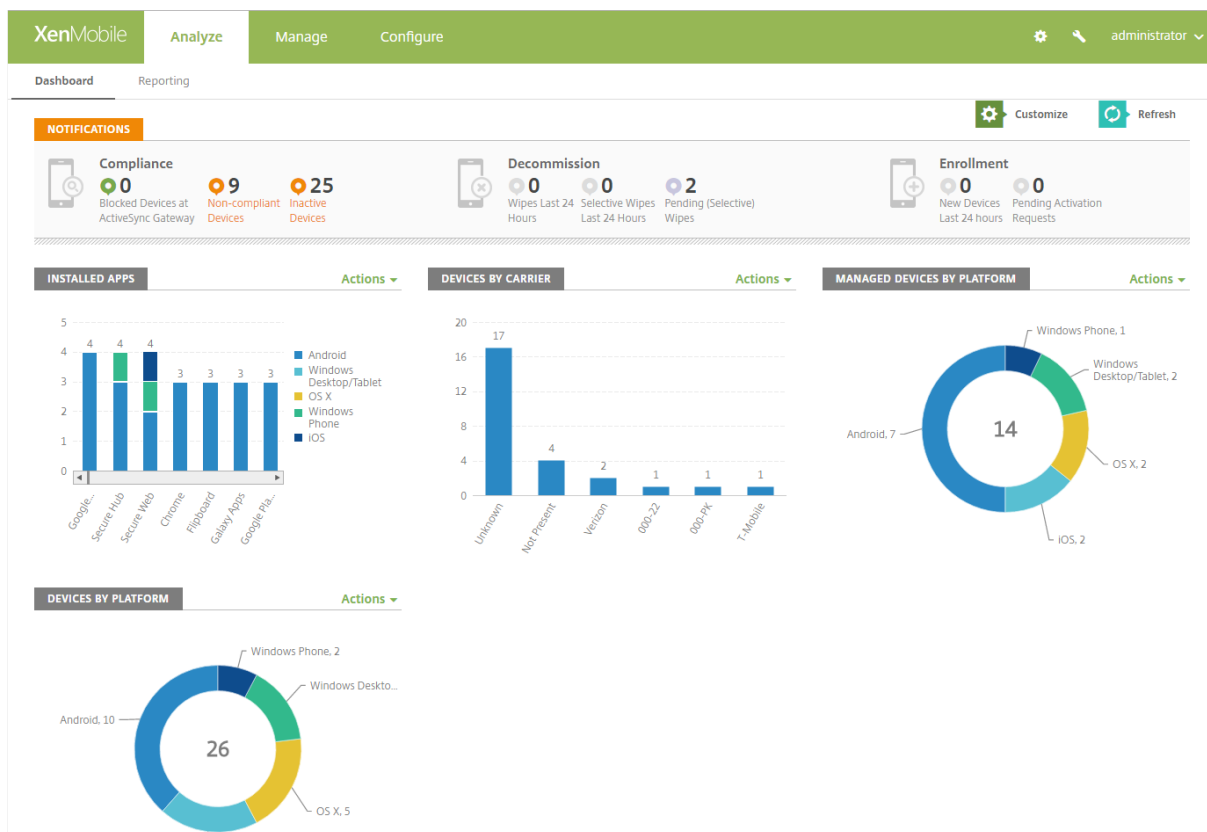 XenMobile
Analyze
Manage
Configure
administrator
Dashboard
Reporting
Customize
Refresh
NOTIFICATIONS
Compliance
0
Blocked Devices at
ActiveSync Gateway
9
Non-compliant
Devices
25
Inactive
Devices
Decommission
0
Wipes Last 24
Hours
0
Selective Wipes
Last 24 Hours
2
Pending (Selective)
Wipes
Enrollment
0
New Devices
Last 24 hours
0
Pending Activation
Requests
INSTALLED APPS
Actions
5
4
3
2
1
0
4
4
4
3
3
3
3
Google...
Secure Hub
Secure Web
Chrome
Flipboard
Galaxy Apps
Google Pla...
Android
Windows
Desktop/Tablet
OS X
Windows
Phone
iOS
DEVICES BY CARRIER
Actions
20
16
12
8
4
0
17
4
2
1
1
1
Unknown
Not Present
Verizon
000-22
000-PK
T-Mobile
MANAGED DEVICES BY PLATFORM
Actions
Windows Phone, 1
Windows
Desktop/Tablet, 2
Android, 7
14
OS X, 2
iOS, 2
DEVICES BY PLATFORM
Actions
Windows Phone, 2
Windows Deskto...
Android, 10
26
OS X, 5